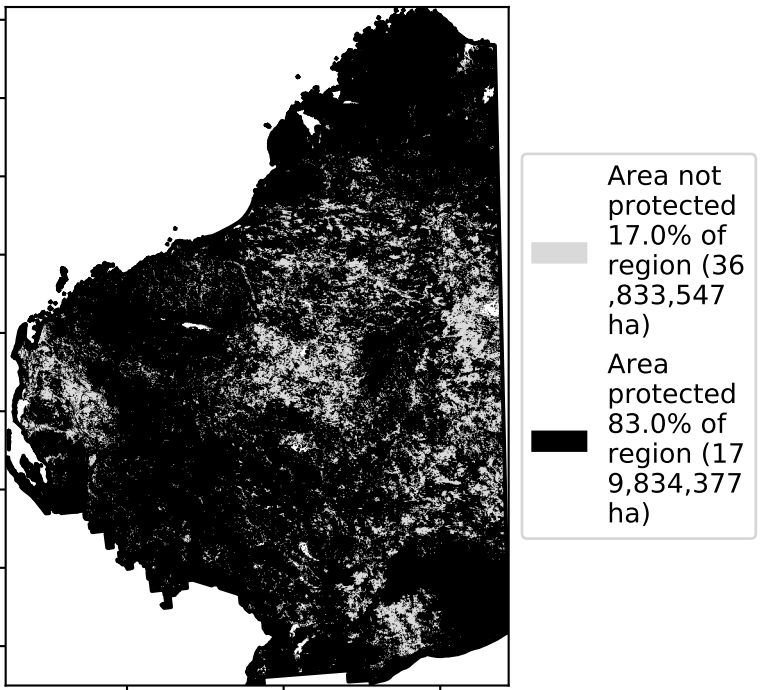 Area not
protected
17.0% of
region (36
,833,547
ha)
Area
protected
83.0% of
region (17
9,834,377
ha)